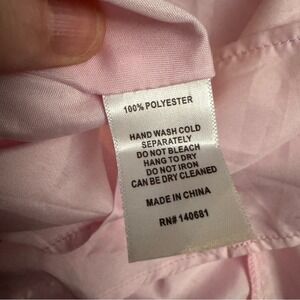 100% POLYESTER
HAND WASH COLD
SEPARATELY
DO NOT BLEACH
HANG TO DRY
DO NOT IRON
CAN BE DRY CLEANED
MADE IN CHINA
RN# 140681